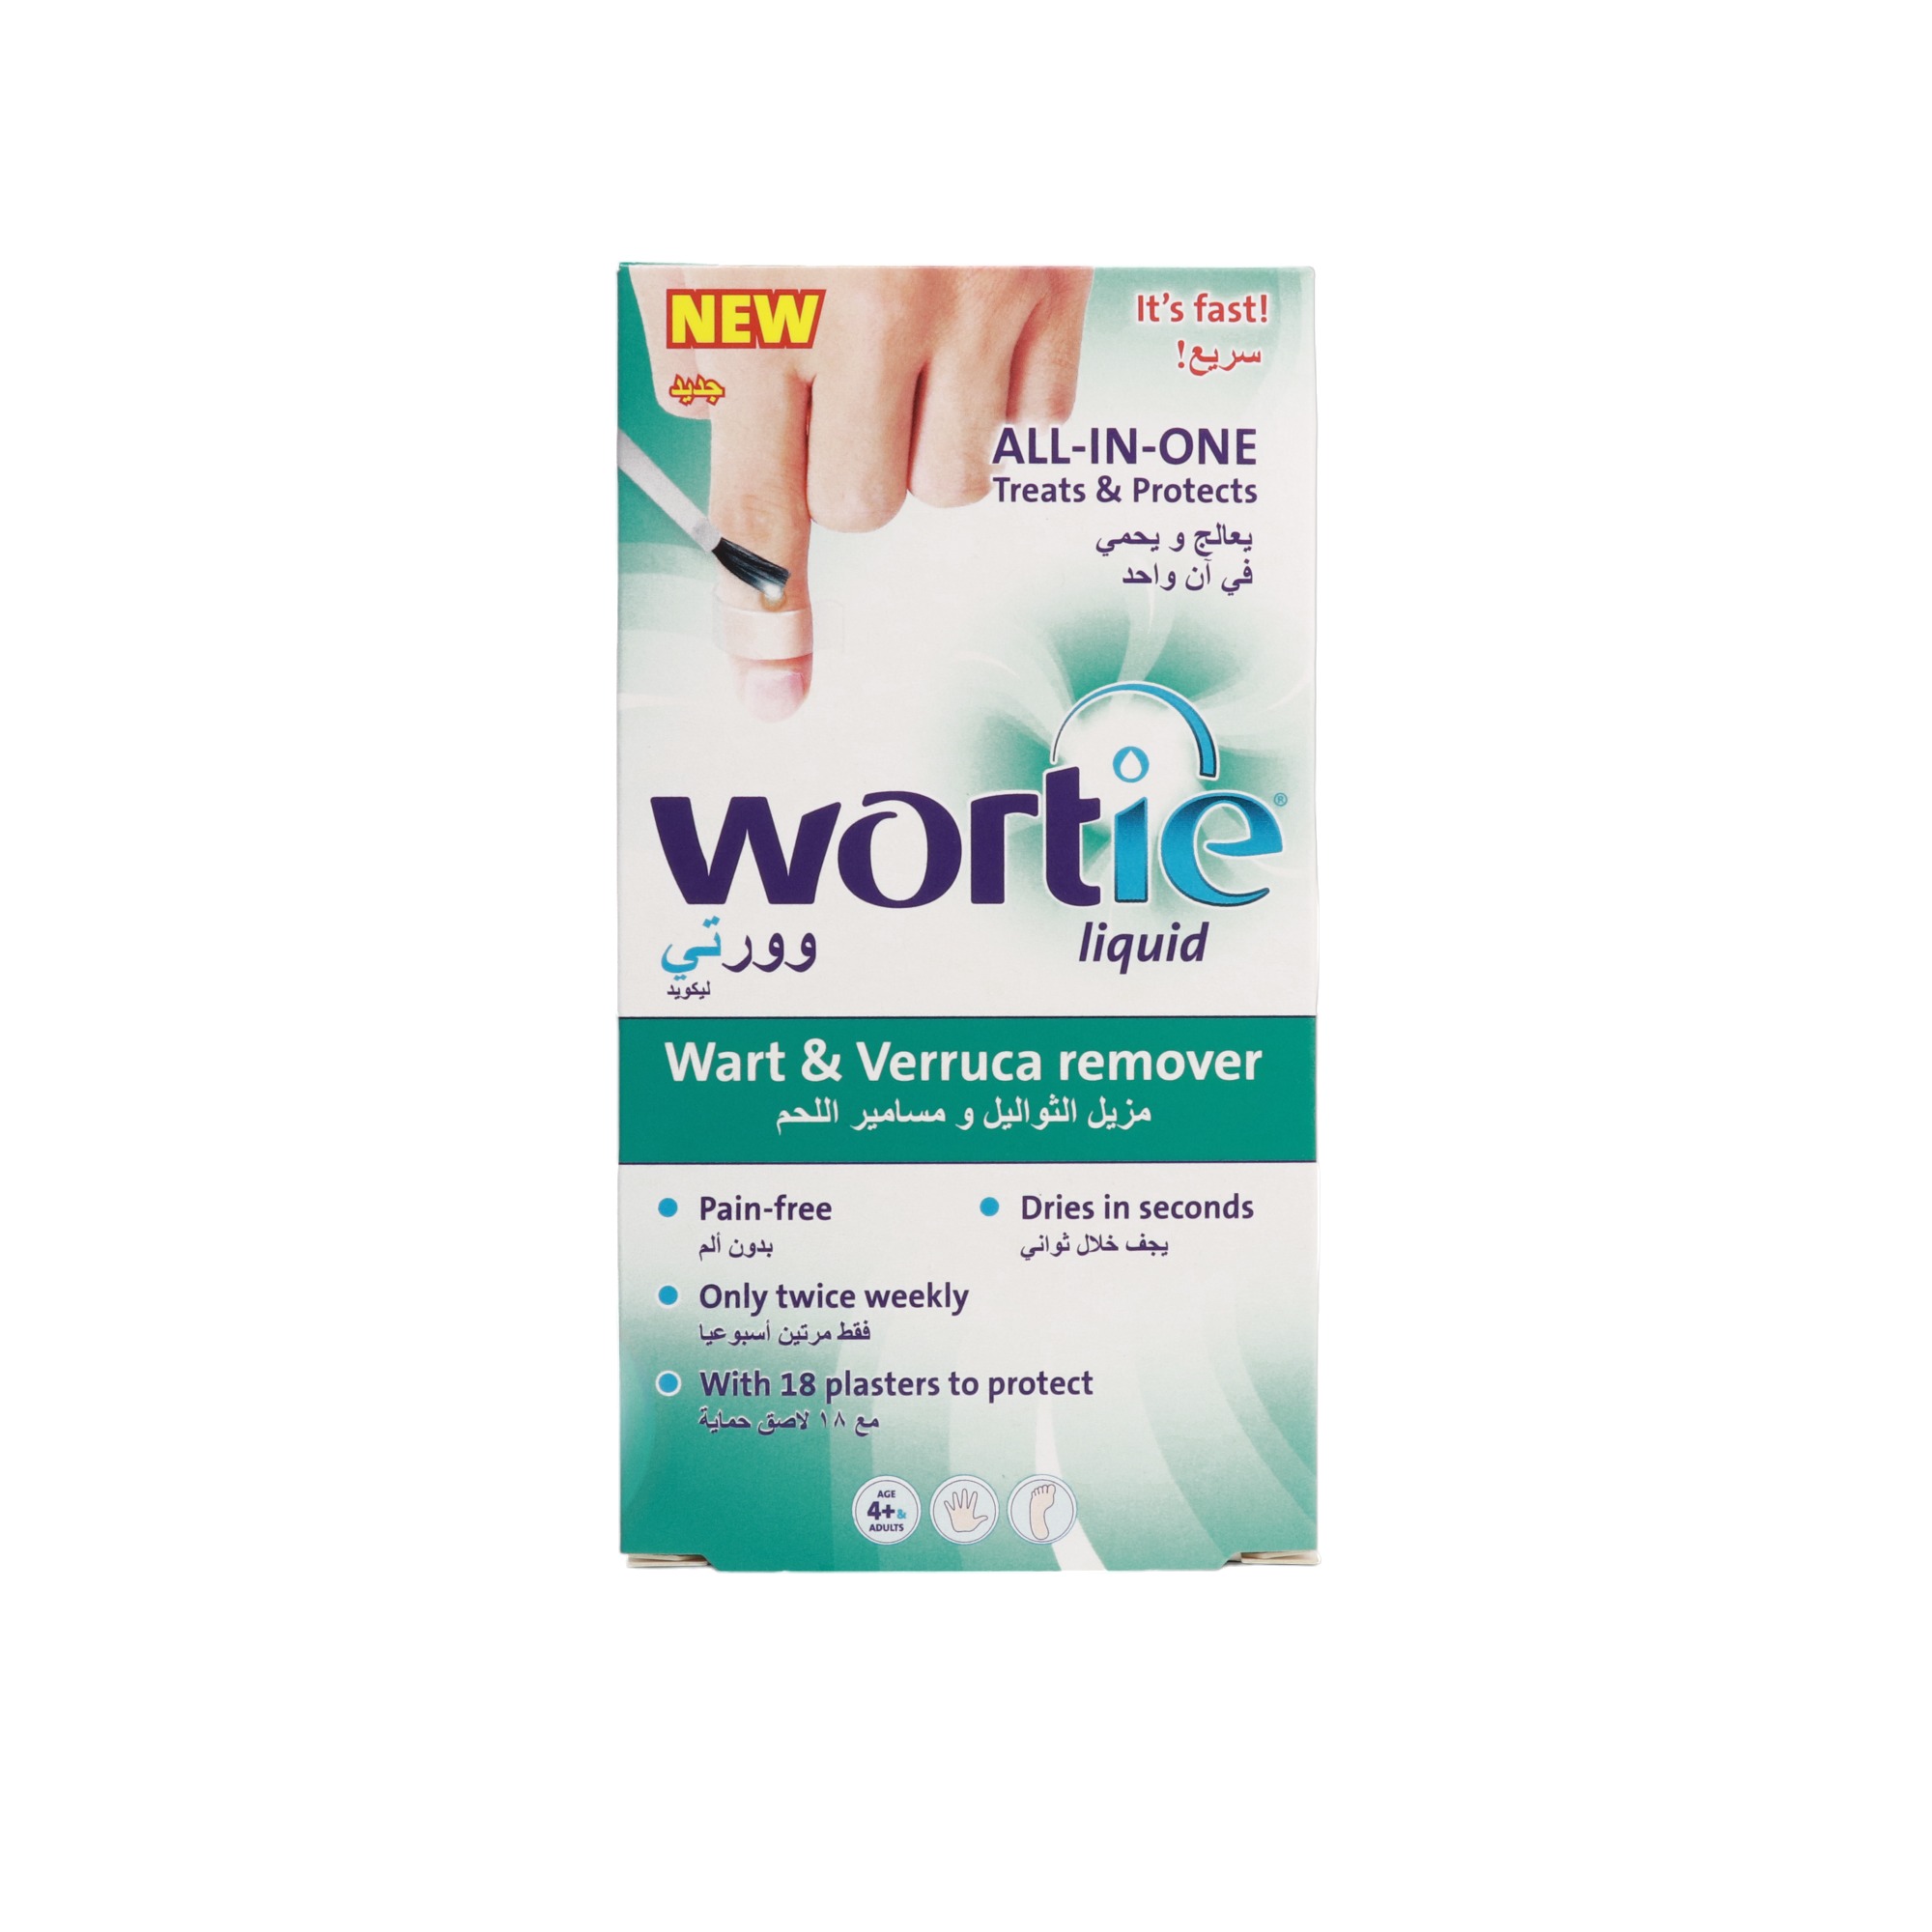 NEW
جديد
It's fast!
سريع!
ALL-IN-ONE
Treats & Protects
يعالج و يحمي
في آن واحد
wortie®
liquid
وورتي
ليكويد
Wart & Verruca remover
مزيل الثواليل و مسامير اللحم
Pain-free
بدون ألم
Dries in seconds
يجف خلال ثواني
Only twice weekly
فقط مرتين أسبوعيا
With 18 plasters to protect
مع ١٨ لاصق حماية
AGE
4+ &
ADULTS